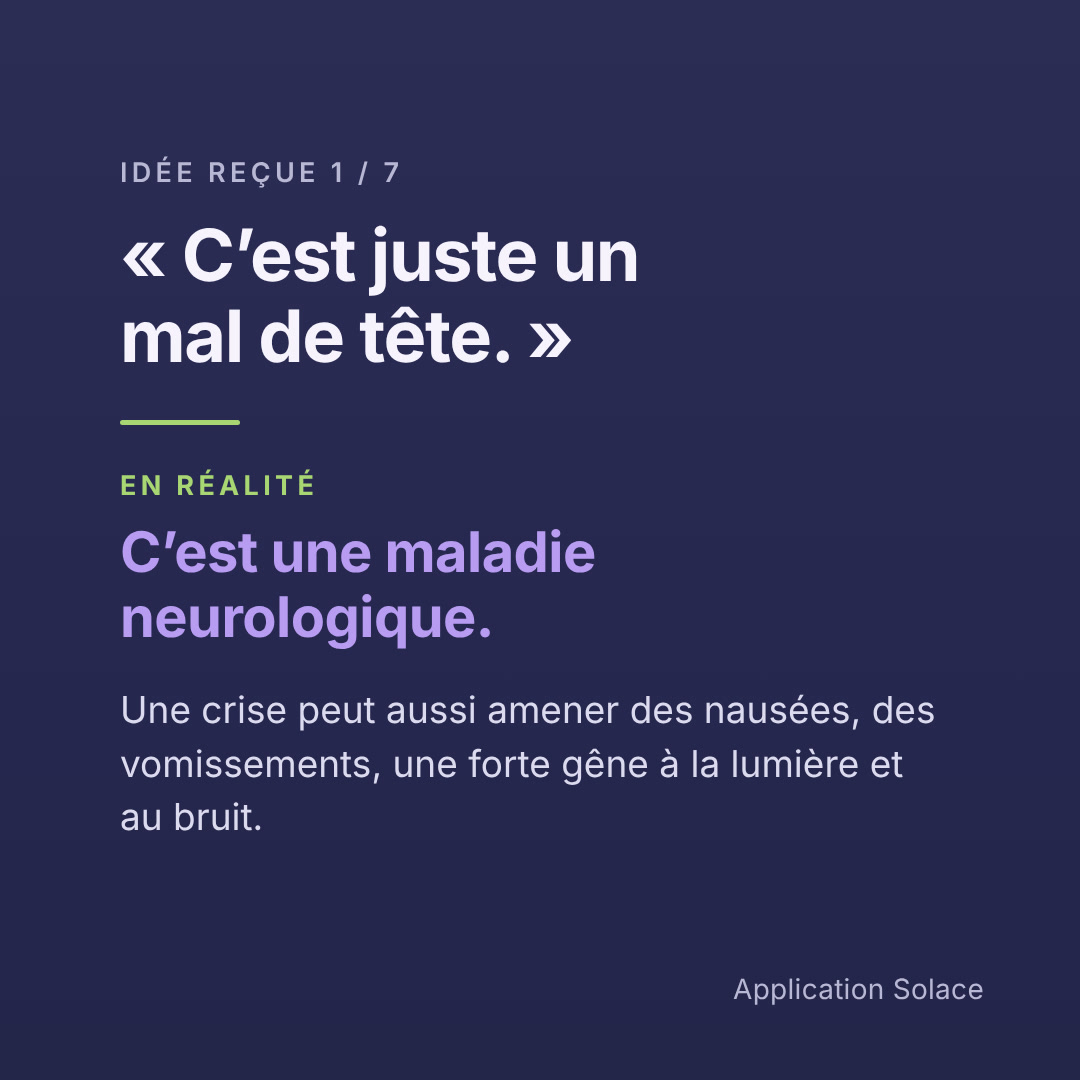 IDÉE REÇUE 1 / 7
« C’est juste un
mal de tête. »
EN RÉALITÉ
C’est une maladie
neurologique.
Une crise peut aussi amener des nausées, des
vomissements, une forte gêne à la lumière et
au bruit.
Application Solace